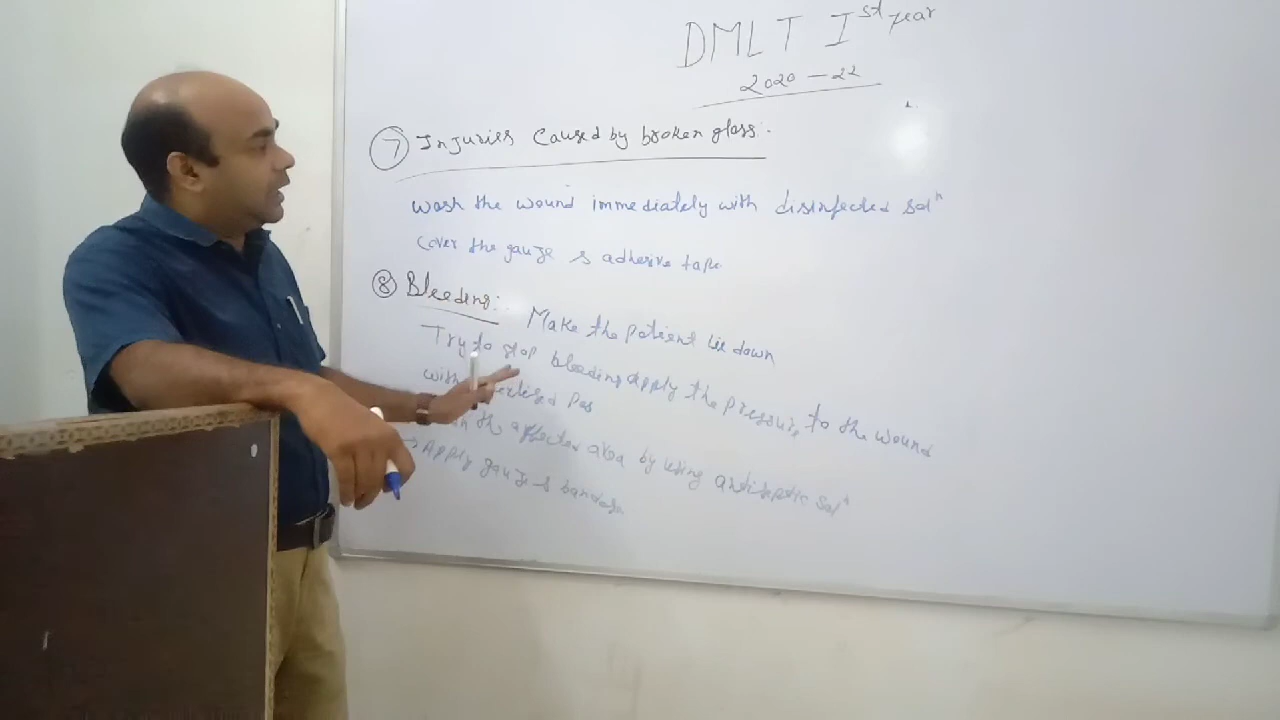 DMLT Ist year
2020 - 22
7 Injuries caused by broken glass:
wash the wound immediately with disinfected solⁿ
cover the gauze & adhesive tape
8 Bleeding: Make the patient lie down
Try to stop bleeding apply the pressure to the wound
with
the affected area by using antiseptic solⁿ
→ Apply gauze & bandage